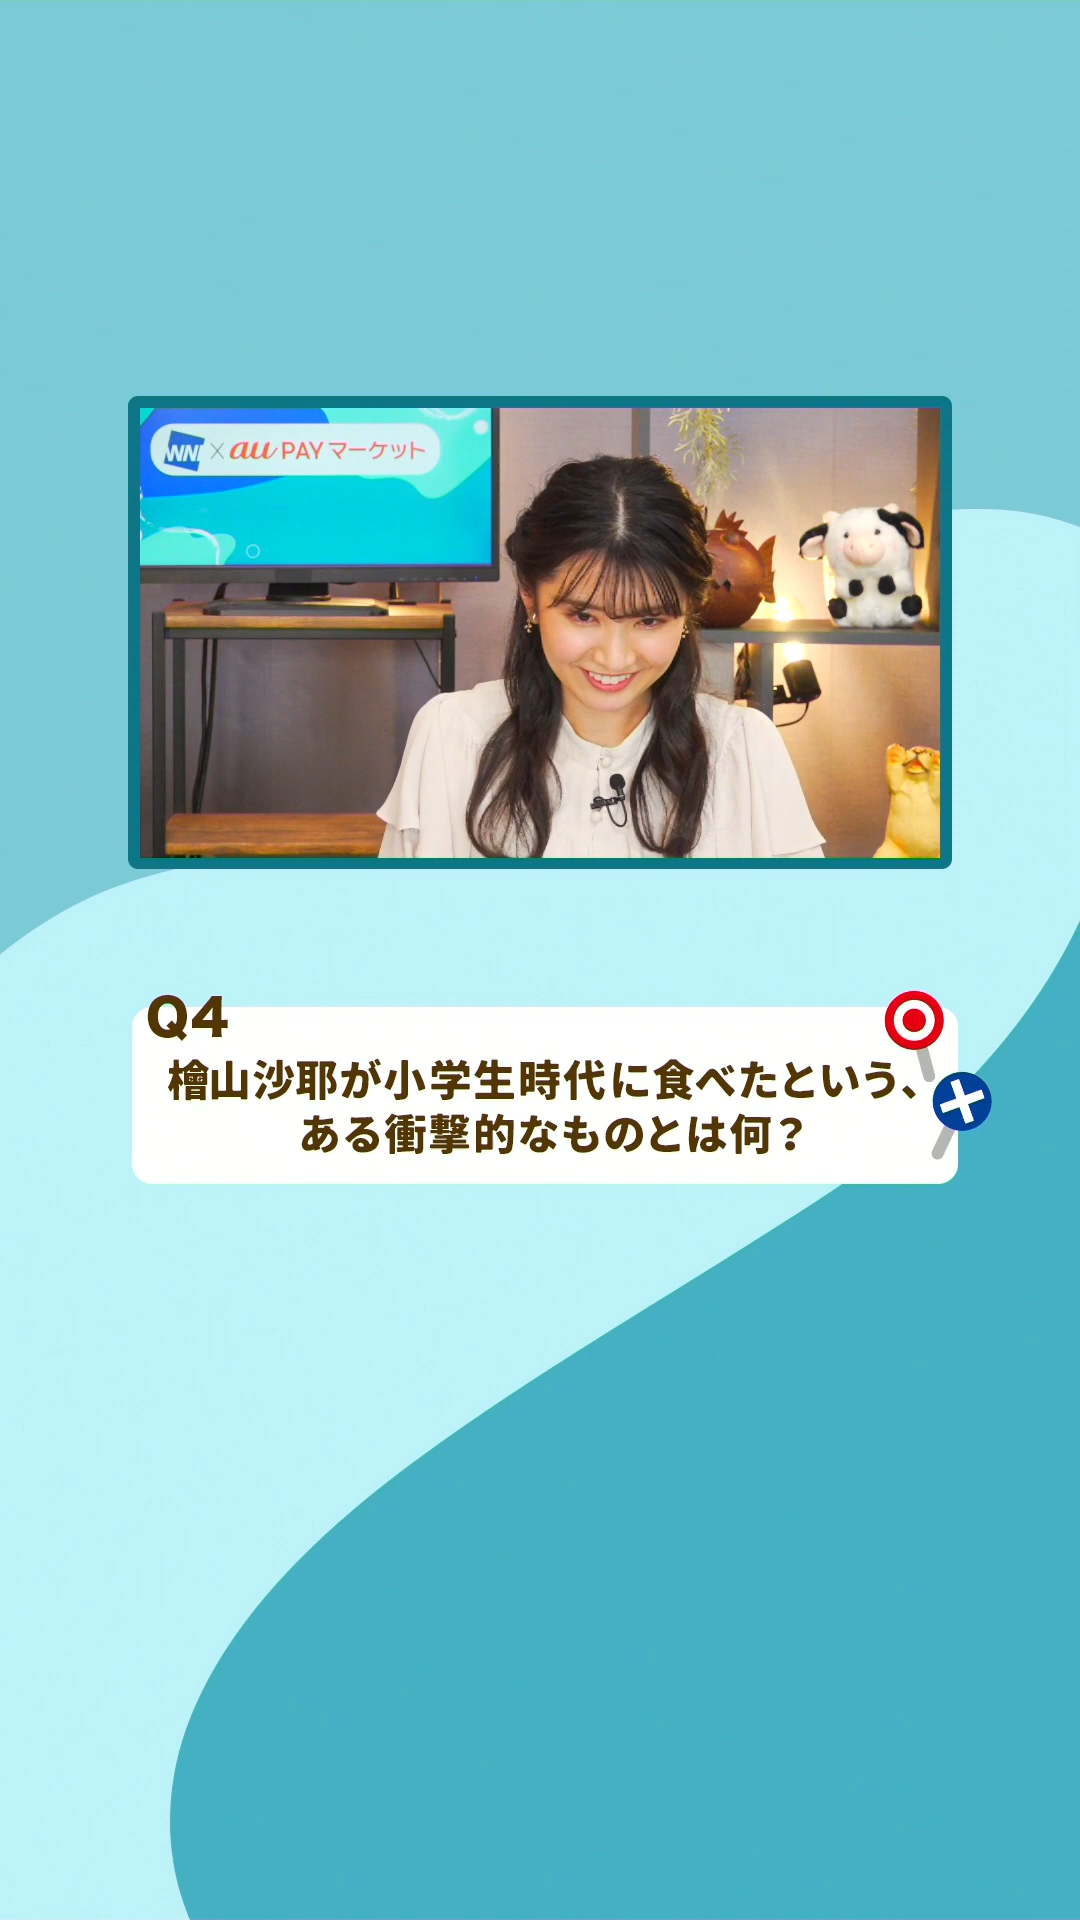 WNI × au PAY マーケット
Q4
檜山沙耶が小学生時代に食べたという、
ある衝撃的なものとは何？